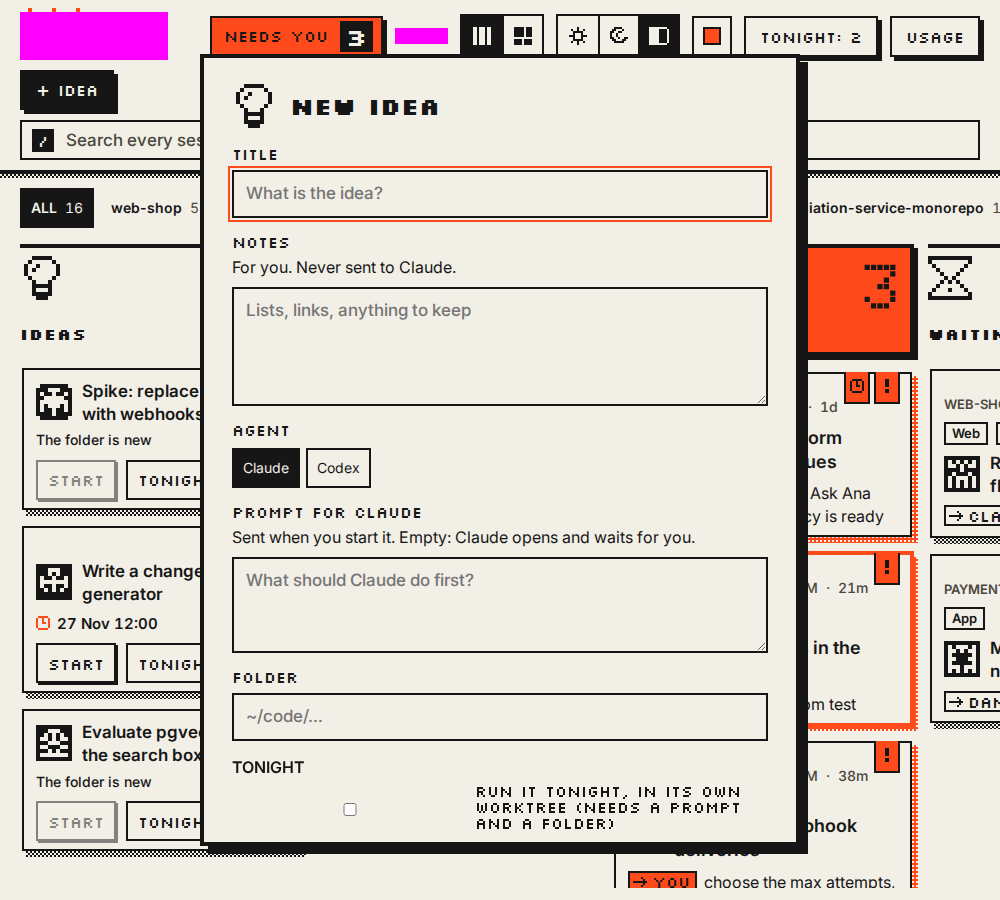 NEEDS YOU 3
TONIGHT: 2
USAGE
+ IDEA
/ Search every ses
ALL 16
web-shop 5
iation-service-monorepo 1
NEW IDEA
TITLE
What is the idea?
NOTES
For you. Never sent to Claude.
Lists, links, anything to keep
AGENT
Claude
Codex
PROMPT FOR CLAUDE
Sent when you start it. Empty: Claude opens and waits for you.
What should Claude do first?
FOLDER
~/code/...
TONIGHT
RUN IT TONIGHT, IN ITS OWN
WORKTREE (NEEDS A PROMPT
AND A FOLDER)
IDEAS
Spike: replace
with webhooks
The folder is new
START
TONIGH
Write a change
generator
27 Nov 12:00
START
TONIGH
Evaluate pgve
the search box
The folder is new
START
TONIGH
3
· 1d
!
orm
ues
Ask Ana
cy is ready
!
M · 21m
in the
om test
!
M · 38m
ohook
→ YOU choose the max attempts.
WAITIN
WEB-SH
Web
R
fl
→ CLA
PAYMEN
App
M
n
→ DAN